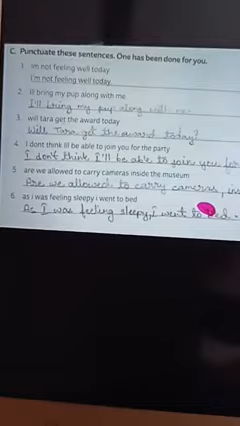 C. Punctuate these sentences. One has been done for you.
1. Im not feeling well today
I'm not feeling well today.
2. Ill bring my pup along with me
I'll bring my pup along with me.
3. will tara get the award today
Will Tara get the award today?
4. I dont think Ill be able to join you for the party
I don't think I'll be able to join you for
5. are we allowed to carry cameras inside the museum
Are we allowed to carry cameras, ins
6. as i was feeling sleepy i went to bed
As I was feeling sleepy, I went to Bed.